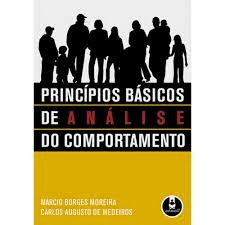 PRINCÍPIOS BÁSICOS
DE ANÁLISE
DO COMPORTAMENTO
MÁRCIO BORGES MOREIRA
CARLOS AUGUSTO DE MEDEIROS